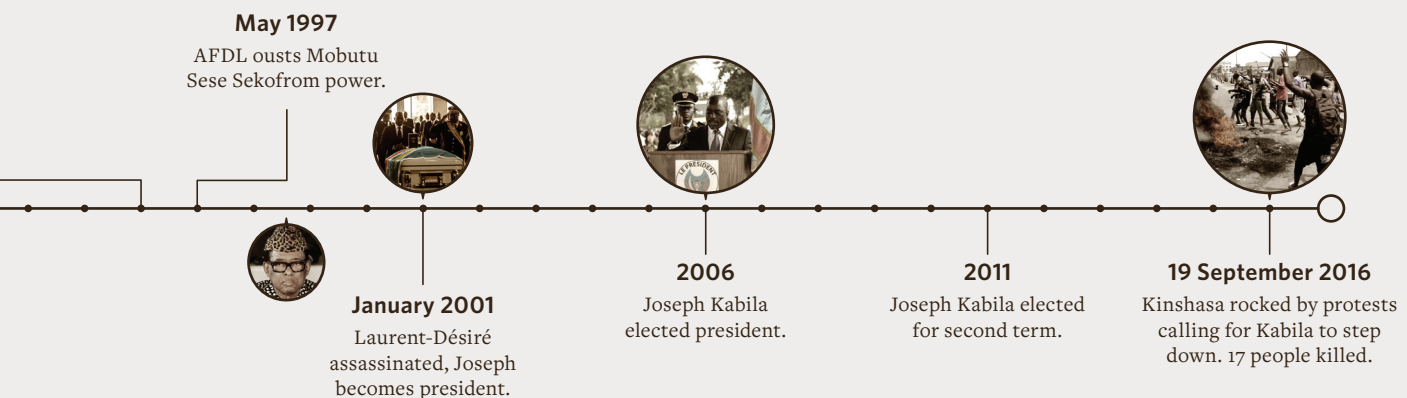 May 1997
AFDL ousts Mobutu
Sese Sekofrom power.
January 2001
Laurent-Désiré
assassinated, Joseph
becomes president.
LE PRESIDENT
2006
Joseph Kabila
elected president.
2011
Joseph Kabila elected
for second term.
19 September 2016
Kinshasa rocked by protests
calling for Kabila to step
down. 17 people killed.